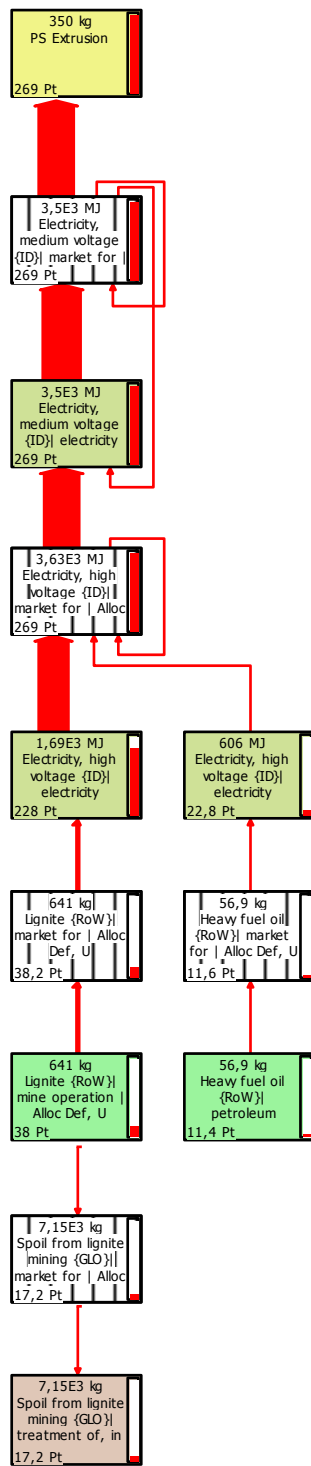 350 kg
PS Extrusion
269 Pt
3,5E3 MJ
Electricity,
medium voltage
{ID}| market for |
269 Pt
3,5E3 MJ
Electricity,
medium voltage
{ID}| electricity
269 Pt
3,63E3 MJ
Electricity, high
voltage {ID}|
market for | Alloc
269 Pt
1,69E3 MJ
Electricity, high
voltage {ID}|
electricity
228 Pt
606 MJ
Electricity, high
voltage {ID}|
electricity
22,8 Pt
641 kg
Lignite {RoW}|
market for | Alloc
Def, U
38,2 Pt
56,9 kg
Heavy fuel oil
{RoW}| market
for | Alloc Def, U
11,6 Pt
641 kg
Lignite {RoW}|
mine operation |
Alloc Def, U
38 Pt
56,9 kg
Heavy fuel oil
{RoW}|
petroleum
11,4 Pt
7,15E3 kg
Spoil from lignite
mining {GLO}|
market for | Alloc
17,2 Pt
7,15E3 kg
Spoil from lignite
mining {GLO}|
treatment of, in
17,2 Pt